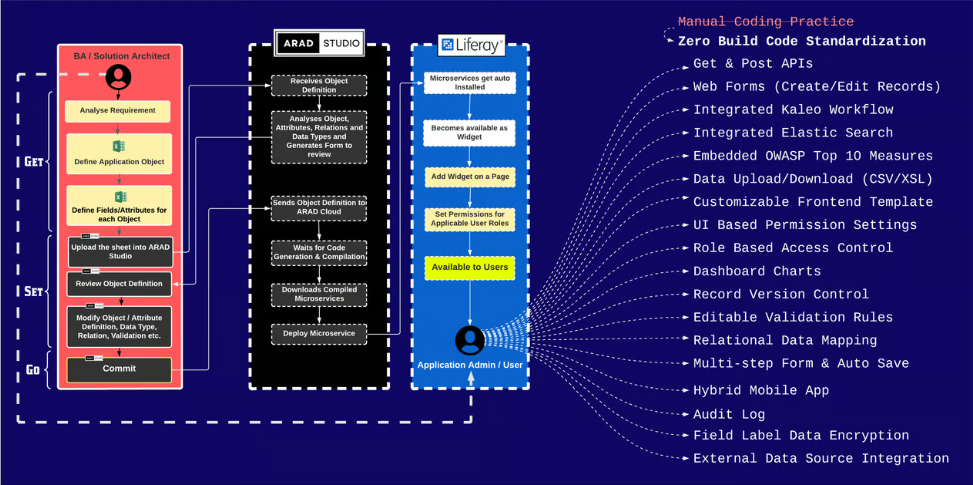 BA / Solution Architect
GET
Analyse Requirement
Define Application Object
Define Fields/Attributes for
each Object
SET
Upload the sheet into ARAD
Studio
Review Object Definition
Modify Object / Attribute
Definition, Data Type,
Relation, Validation etc.
GO
Commit
ARAD STUDIO
Receives Object
Definition
Analyses Object,
Attributes, Relations and
Data Types and
Generates Form to
review
Sends Object Definition to
ARAD Cloud
Waits for Code
Generation & Compilation
Downloads Compiled
Microservices
Deploy Microservice
Liferay
Microservices get auto
Installed
Becomes available as
Widget
Add Widget on a Page
Set Permissions for
Applicable User Roles
Available to Users
Application Admin / User
Manual Coding Practice
Zero Build Code Standardization
Get & Post APIs
Web Forms (Create/Edit Records)
Integrated Kaleo Workflow
Integrated Elastic Search
Embedded OWASP Top 10 Measures
Data Upload/Download (CSV/XSL)
Customizable Frontend Template
UI Based Permission Settings
Role Based Access Control
Dashboard Charts
Record Version Control
Editable Validation Rules
Relational Data Mapping
Multi-step Form & Auto Save
Hybrid Mobile App
Audit Log
Field Label Data Encryption
External Data Source Integration